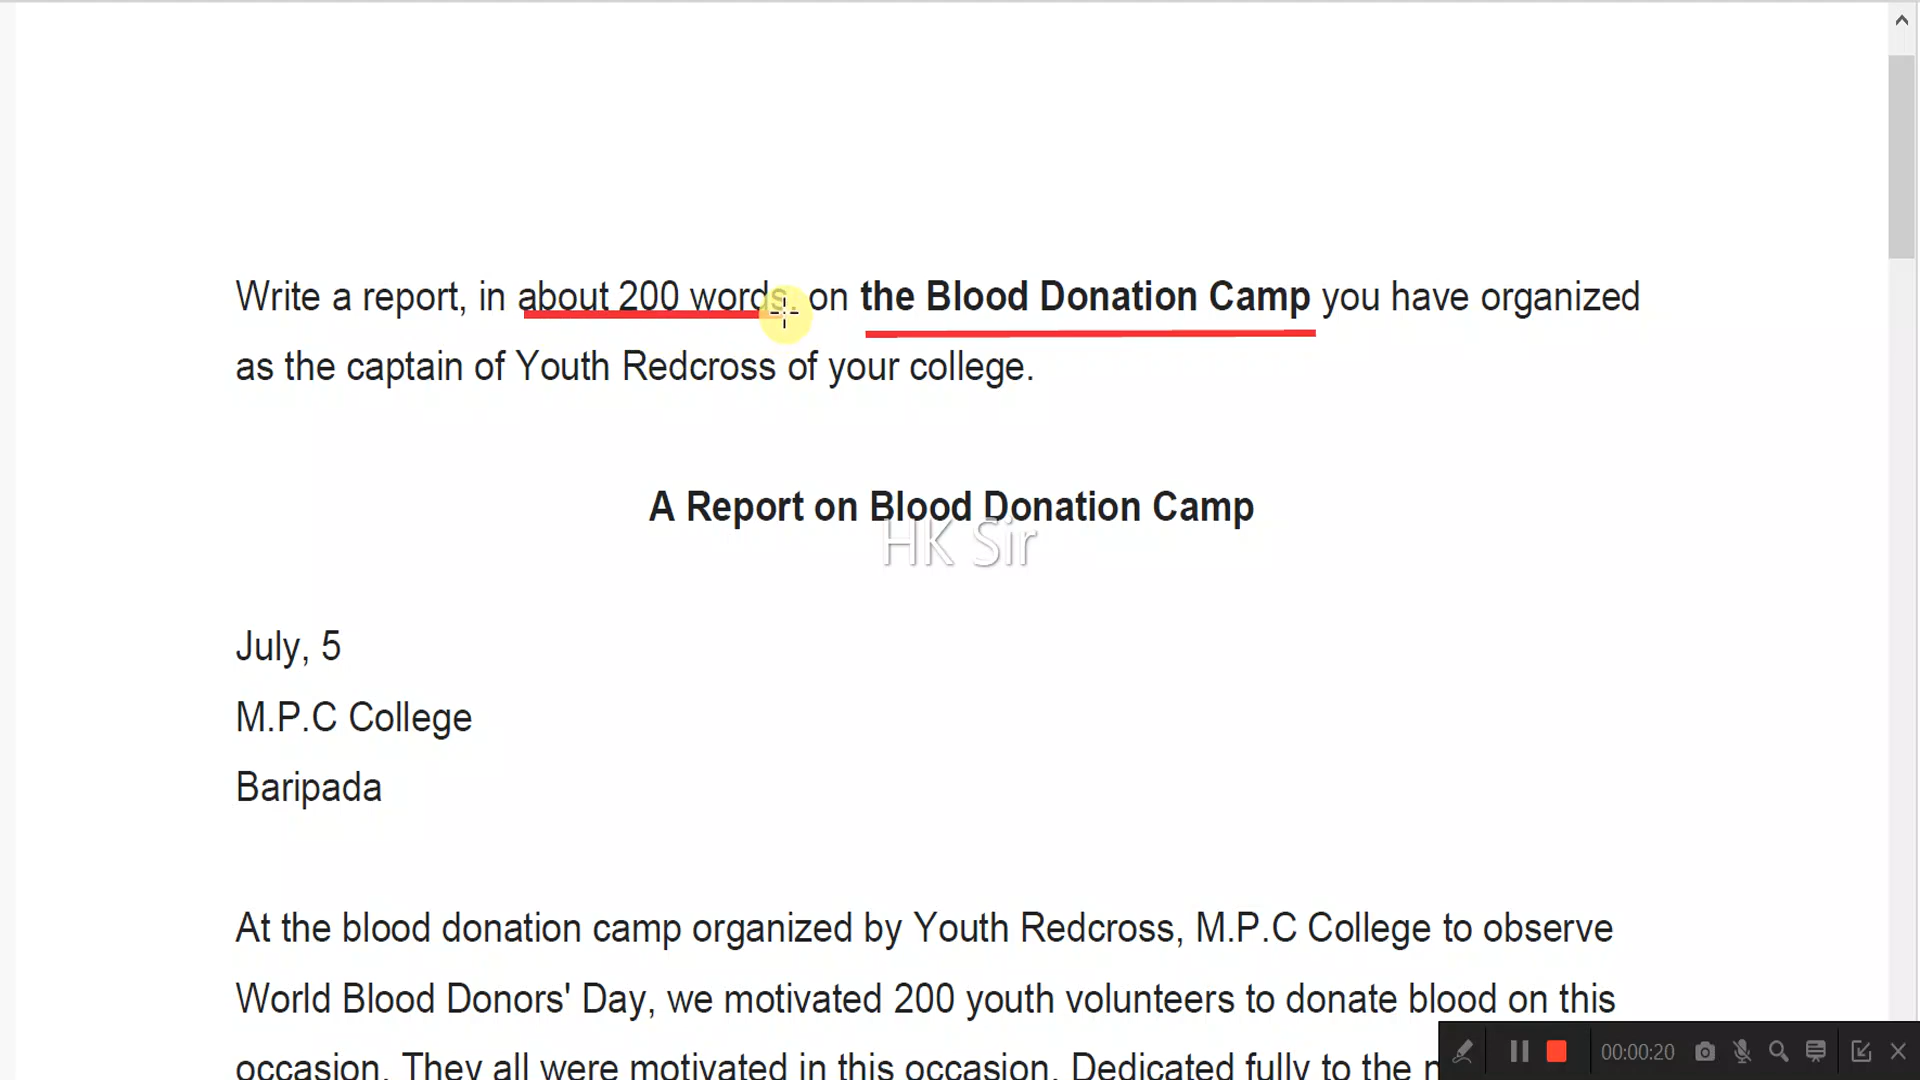 Write a report, in about 200 words, on the Blood Donation Camp you have organized
as the captain of Youth Redcross of your college.
A Report on Blood Donation Camp
HK Sir
July, 5
M.P.C College
Baripada
At the blood donation camp organized by Youth Redcross, M.P.C College to observe
World Blood Donors' Day, we motivated 200 youth volunteers to donate blood on this
occasion. They all were motivated in this occasion. Dedicated fully to the
00:00:20